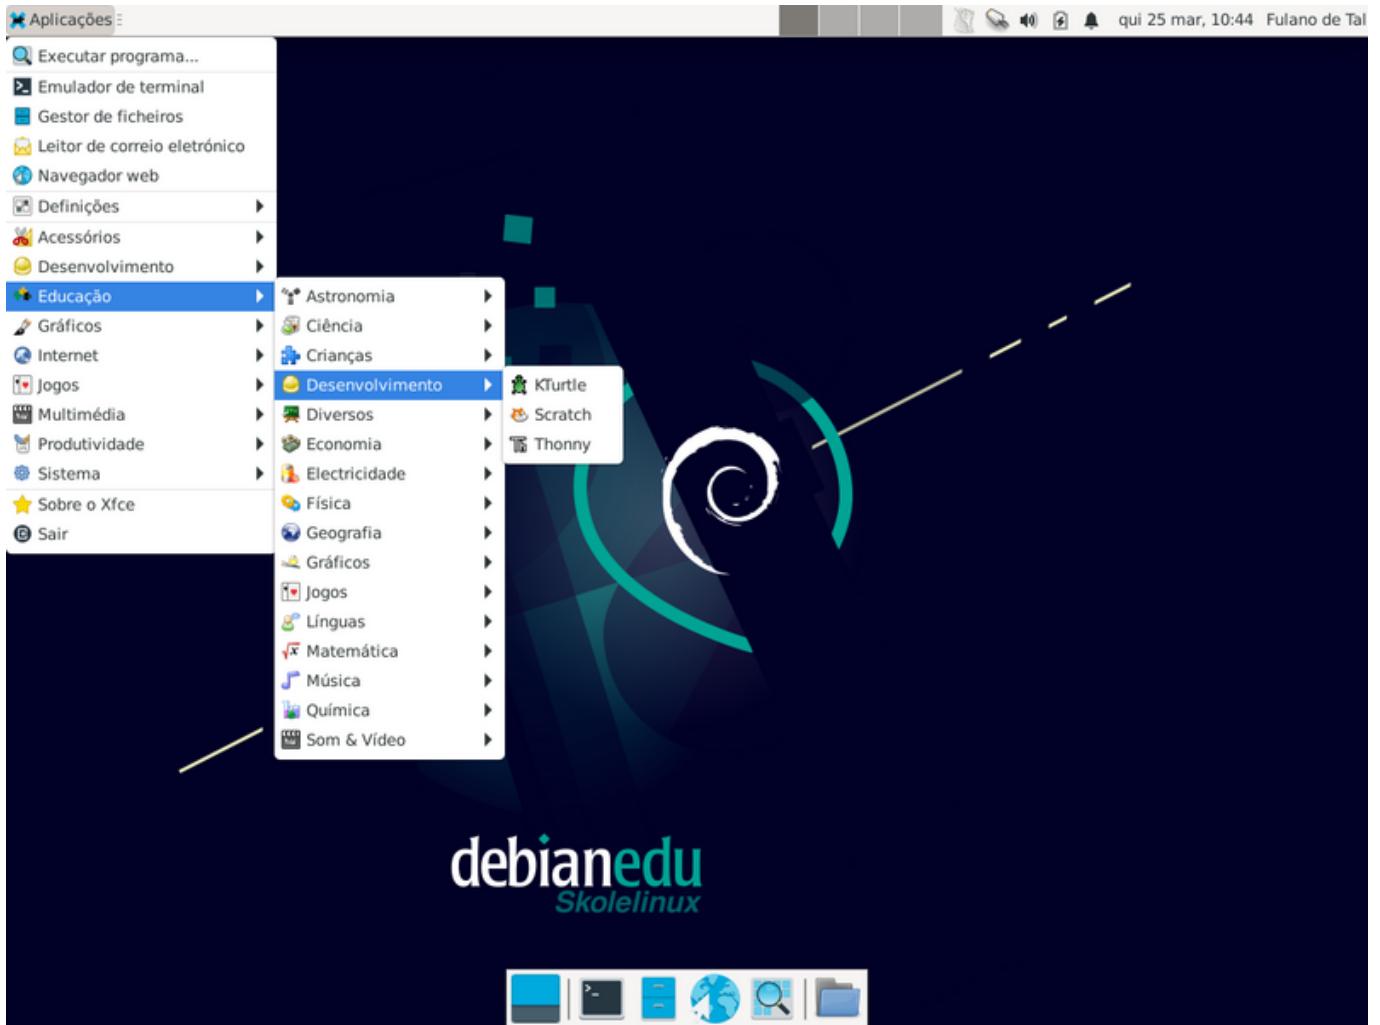 Aplicações
qui 25 mar, 10:44 Fulano de Tal
Executar programa...
Emulador de terminal
Gestor de ficheiros
Leitor de correio eletrónico
Navegador web
Definições
Acessórios
Desenvolvimento
Educação
Gráficos
Internet
Jogos
Multimédia
Produtividade
Sistema
Sobre o Xfce
Sair
Astronomia
Ciência
Crianças
Desenvolvimento
Diversos
Economia
Electricidade
Física
Geografia
Gráficos
Jogos
Línguas
Matemática
Música
Química
Som & Vídeo
KTurtle
Scratch
Thonny
debianedu
Skolelinux